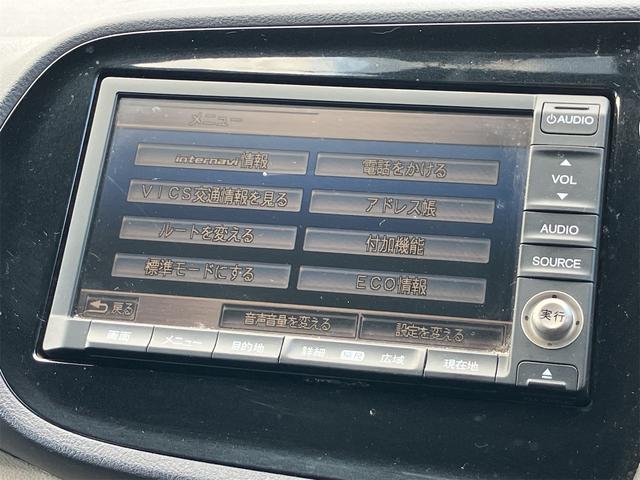 メニュー
internavi情報
電話をかける
VICS交通情報を見る
アドレス帳
ルートを変える
付加機能
標準モードにする
ECO情報
戻る
音声音量を変える
設定を変える
画面
メニュー
目的地
詳細
広域
現在地
AUDIO
VOL
AUDIO
SOURCE
実行